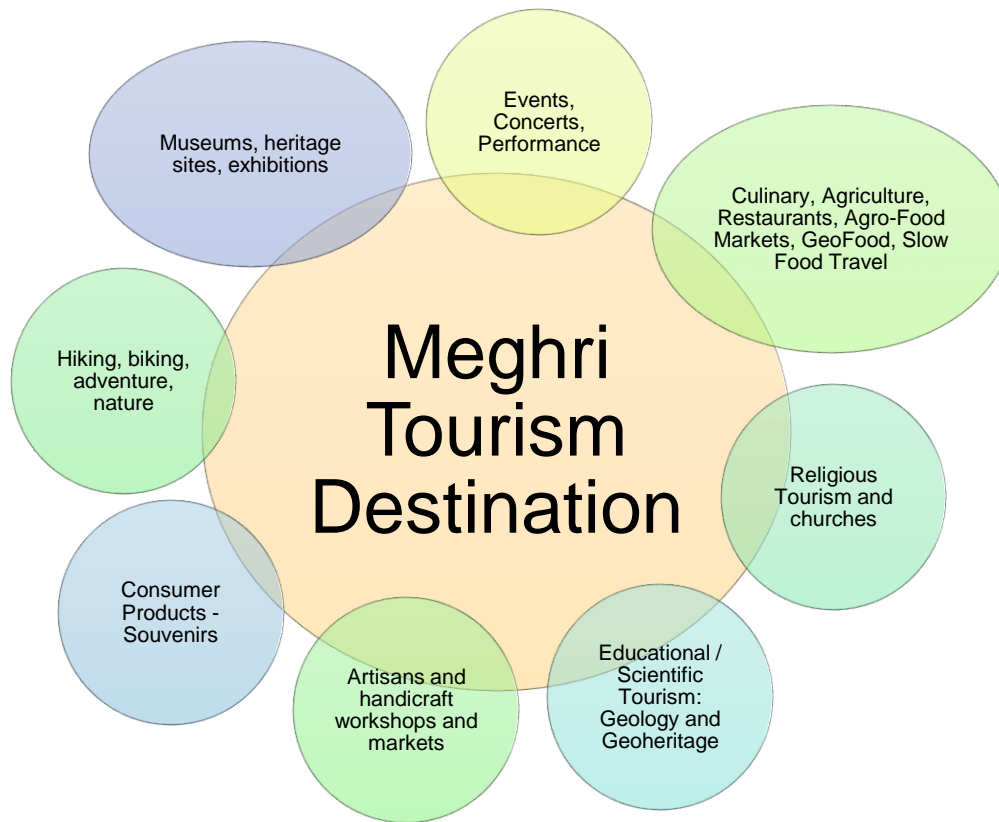 Events,
Concerts,
Performance
Museums, heritage
sites, exhibitions
Culinary, Agriculture,
Restaurants, Agro-Food
Markets, GeoFood, Slow
Food Travel
Hiking, biking,
adventure,
nature
Meghri
Tourism
Destination
Religious
Tourism and
churches
Consumer
Products -
Souvenirs
Artisans and
handicraft
workshops and
markets
Educational /
Scientific
Tourism:
Geology and
Geoheritage